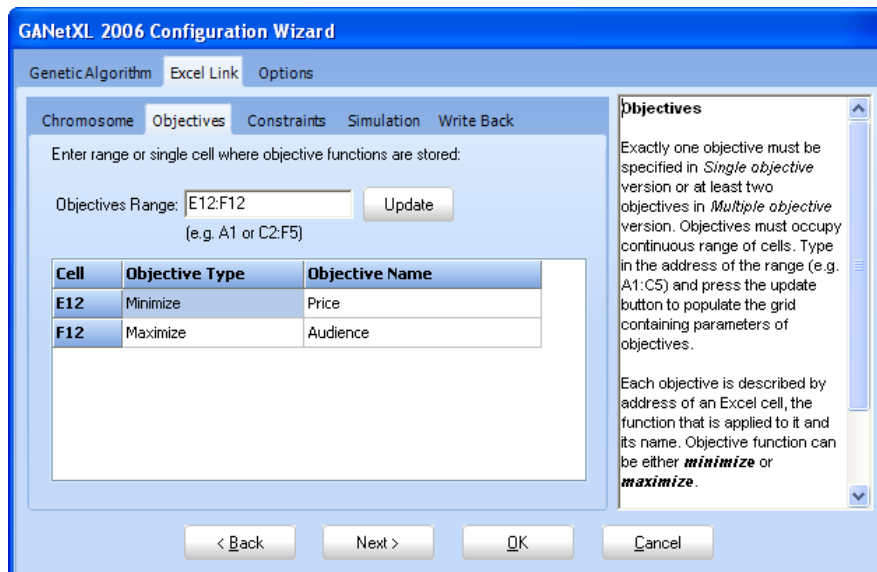 GANetXL 2006 Configuration Wizard
Genetic Algorithm Excel Link Options
Chromosome Objectives Constraints Simulation Write Back
Enter range or single cell where objective functions are stored:
Objectives Range: E12:F12 Update
(e.g. A1 or C2:F5)
Cell Objective Type Objective Name
E12 Minimize Price
F12 Maximize Audience
Objectives
Exactly one objective must be
specified in Single objective
version or at least two
objectives in Multiple objective
version. Objectives must occupy
continuous range of cells. Type
in the address of the range (e.g.
A1:C5) and press the update
button to populate the grid
containing parameters of
objectives.
Each objective is described by
address of an Excel cell, the
function that is applied to it and
its name. Objective function can
be either minimize or
maximize.
< Back Next > OK Cancel